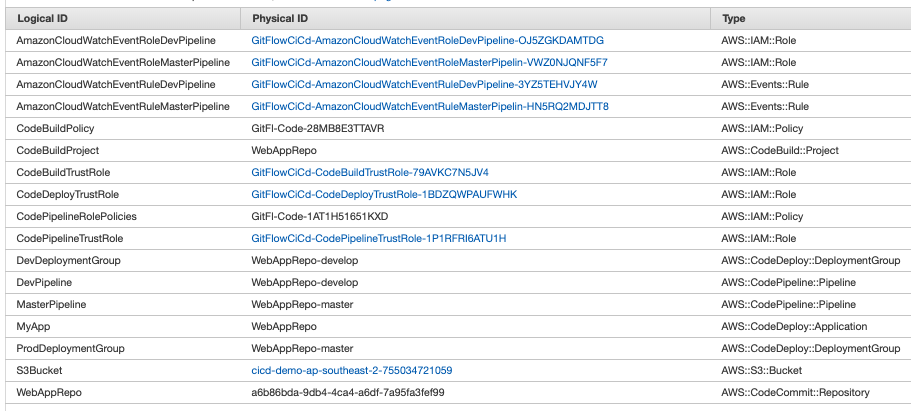 Logical ID Physical ID Type
AmazonCloudWatchEventRoleDevPipeline GitFlowCiCd-AmazonCloudWatchEventRoleDevPipeline-OJ5ZGKDAMTDG AWS::IAM::Role
AmazonCloudWatchEventRoleMasterPipeline GitFlowCiCd-AmazonCloudWatchEventRoleMasterPipelin-VWZ0NJQNF5F7 AWS::IAM::Role
AmazonCloudWatchEventRuleDevPipeline GitFlowCiCd-AmazonCloudWatchEventRuleDevPipeline-3YZ5TEHVJY4W AWS::Events::Rule
AmazonCloudWatchEventRuleMasterPipeline GitFlowCiCd-AmazonCloudWatchEventRuleMasterPipelin-HN5RQ2MDJTT8 AWS::Events::Rule
CodeBuildPolicy GitFl-Code-28MB8E3TTAVR AWS::IAM::Policy
CodeBuildProject WebAppRepo AWS::CodeBuild::Project
CodeBuildTrustRole GitFlowCiCd-CodeBuildTrustRole-79AVKC7N5JV4 AWS::IAM::Role
CodeDeployTrustRole GitFlowCiCd-CodeDeployTrustRole-1BDZQWPAUFWHK AWS::IAM::Role
CodePipelineRolePolicies GitFl-Code-1AT1H51651KXD AWS::IAM::Policy
CodePipelineTrustRole GitFlowCiCd-CodePipelineTrustRole-1P1RFRI6ATU1H AWS::IAM::Role
DevDeploymentGroup WebAppRepo-develop AWS::CodeDeploy::DeploymentGroup
DevPipeline WebAppRepo-develop AWS::CodePipeline::Pipeline
MasterPipeline WebAppRepo-master AWS::CodePipeline::Pipeline
MyApp WebAppRepo AWS::CodeDeploy::Application
ProdDeploymentGroup WebAppRepo-master AWS::CodeDeploy::DeploymentGroup
S3Bucket cicd-demo-ap-southeast-2-755034721059 AWS::S3::Bucket
WebAppRepo a6b86bda-9db4-4ca4-a6df-7a95fa3fef99 AWS::CodeCommit::Repository